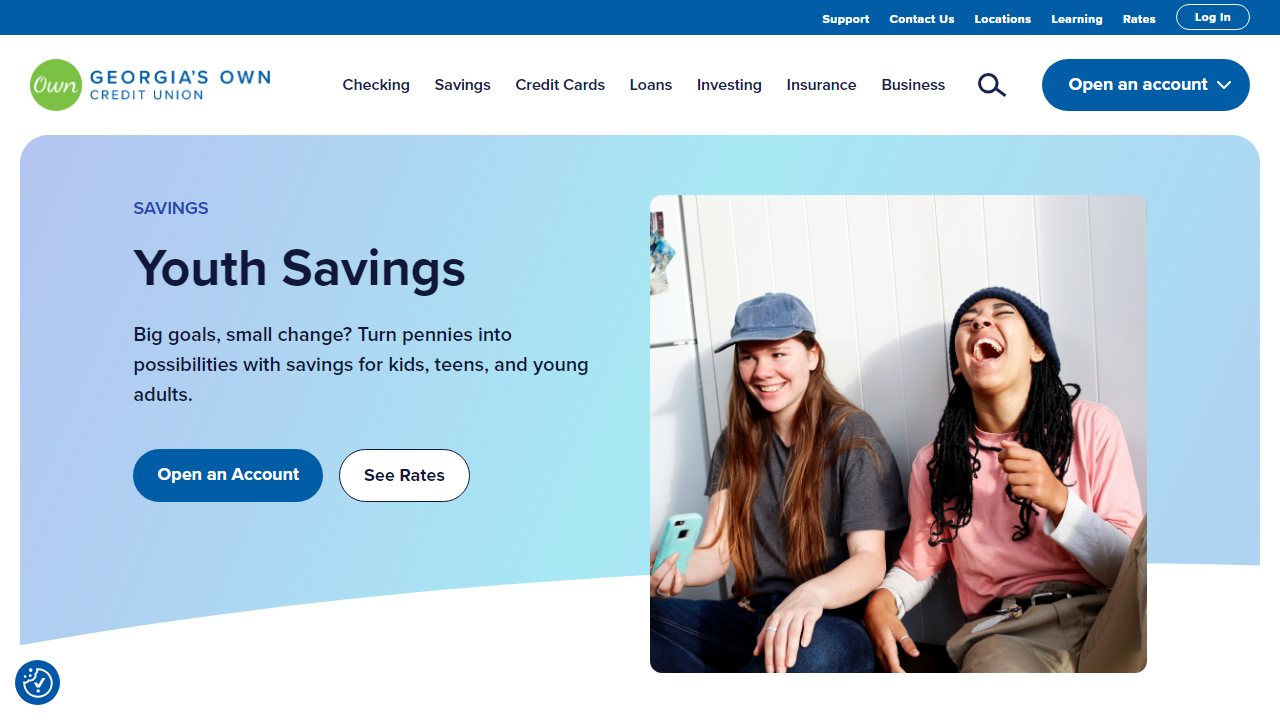 Support Contact Us Locations Learning Rates Log In
Own GEORGIA'S OWN
CREDIT UNION
Checking Savings Credit Cards Loans Investing Insurance Business Open an account
SAVINGS
Youth Savings
Big goals, small change? Turn pennies into
possibilities with savings for kids, teens, and young
adults.
Open an Account See Rates